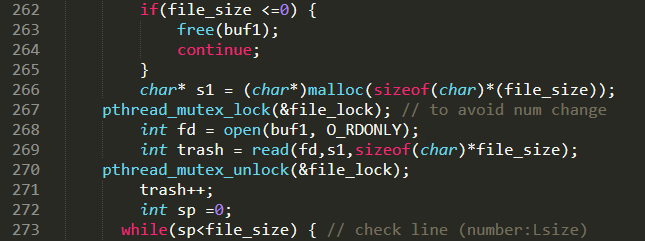 262 if(file_size <=0) {
263 free(buf1);
264 continue;
265 }
266 char* s1 = (char*)malloc(sizeof(char)*(file_size));
267 pthread_mutex_lock(&file_lock); // to avoid num change
268 int fd = open(buf1, O_RDONLY);
269 int trash = read(fd,s1,sizeof(char)*file_size);
270 pthread_mutex_unlock(&file_lock);
271 trash++;
272 int sp =0;
273 while(sp<file_size) { // check line (number:Lsize)